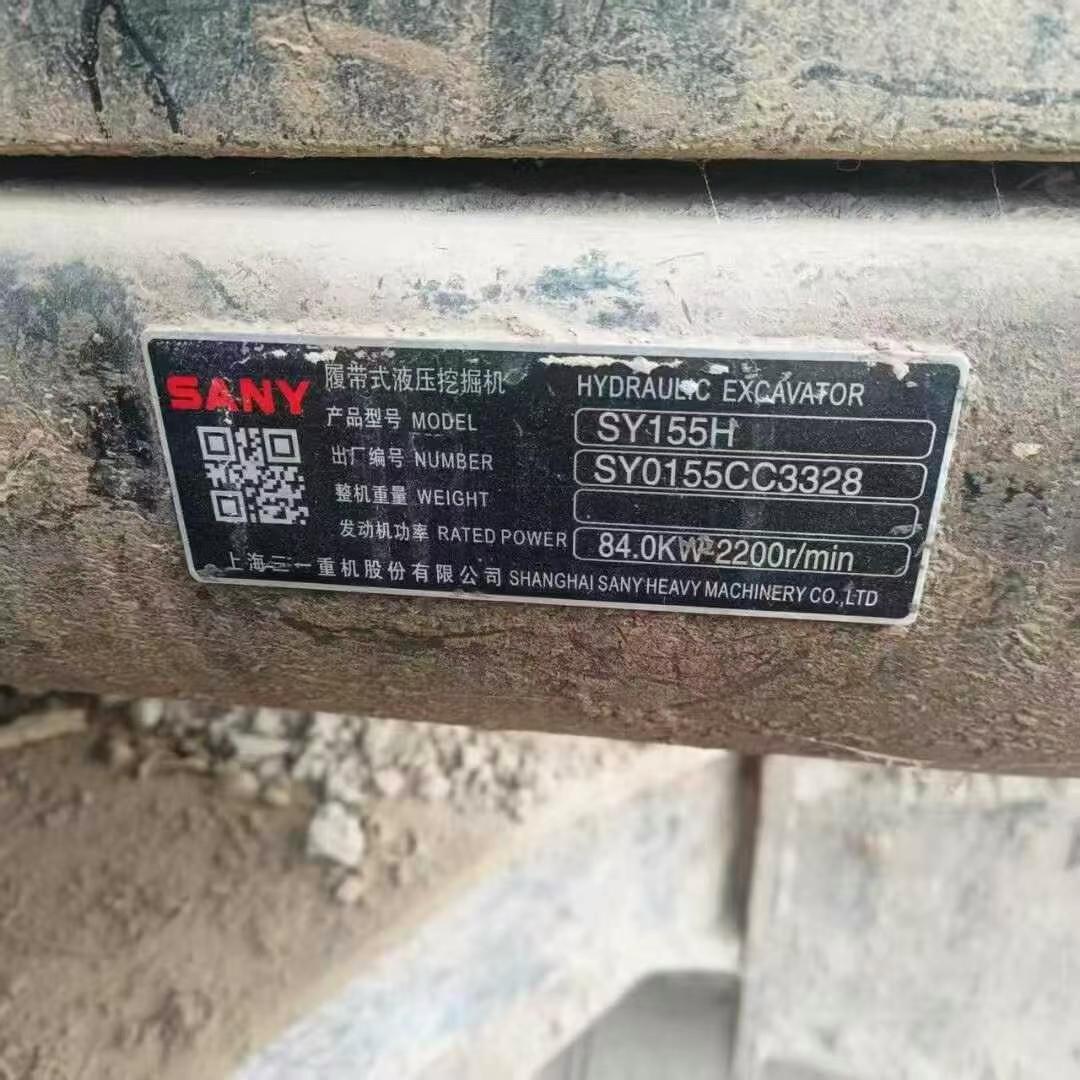 SANY 履带式液压挖掘机 HYDRAULIC EXCAVATOR
产品型号 MODEL SY155H
出厂编号 NUMBER SY0155CC3328
整机重量 WEIGHT
发动机功率 RATED POWER 84.0KW-2200r/min
上海三一重机股份有限公司 SHANGHAI SANY HEAVY MACHINERY CO.,LTD